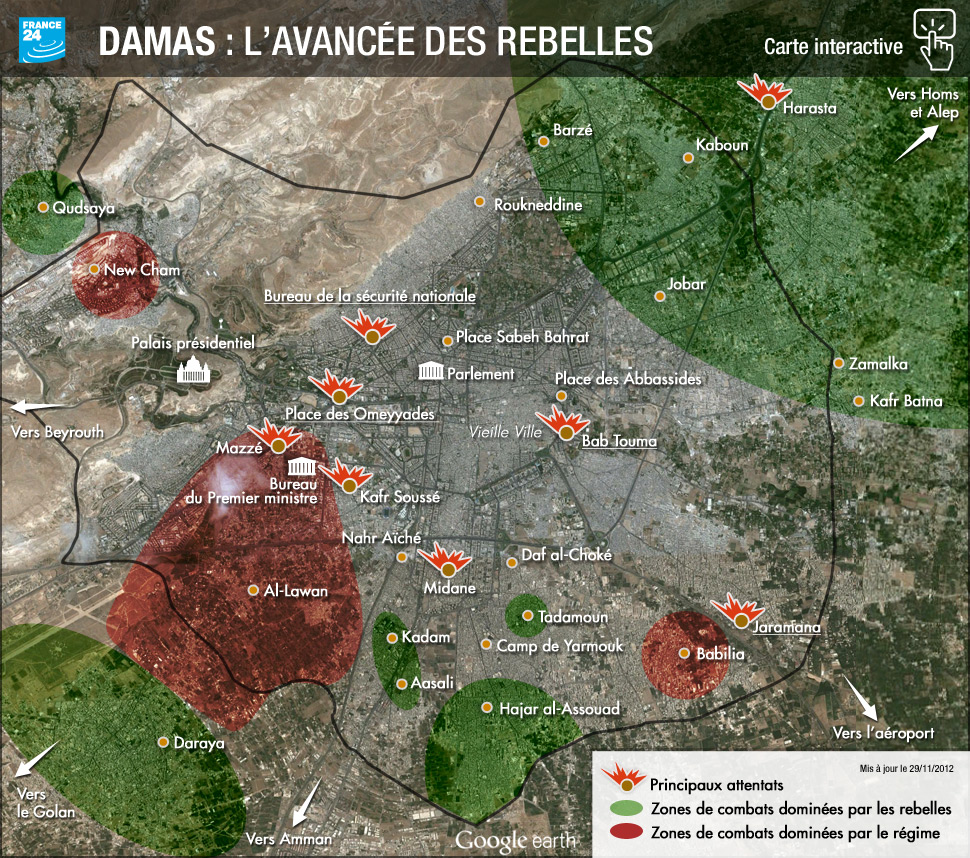 FRANCE
24
DAMAS : L'AVANCÉE DES REBELLES
Carte interactive
Vers Homs
et Alep
Harasta
Barzé
Kaboun
Roukneddine
Qudsaya
New Cham
Jobar
Bureau de la sécurité nationale
Palais présidentiel
Place Sabeh Bahrat
Parlement
Zamalka
Place des Abbassides
Kafr Batna
Vers Beyrouth
Place des Omeyyades
Vieille Ville
Bab Touma
Mazzé
Bureau
du Premier ministre
Kafr Soussé
Nahr Aïché
Daf al-Choké
Midane
Al-Lawan
Tadamoun
Jaramana
Kadam
Camp de Yarmouk
Babilia
Aasali
Hajar al-Assouad
Daraya
Vers l'aéroport
Vers
le Golan
Vers Amman
Google earth
Mis à jour le 29/11/2012
Principaux attentats
Zones de combats dominées par les rebelles
Zones de combats dominées par le régime